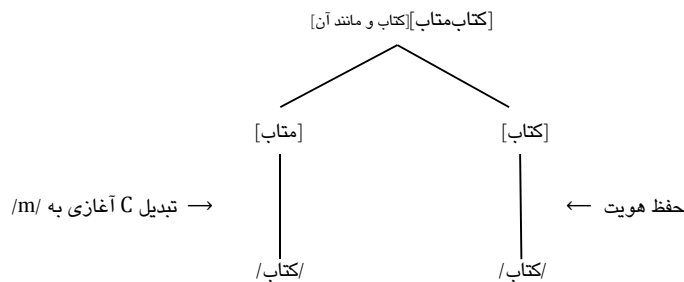 [کتاب‌متاب][کتاب و مانند آن]
[کتاب] [متاب]
حفظ هویت ← → تبدیل C آغازی به /m/
/کتاب/ /کتاب/